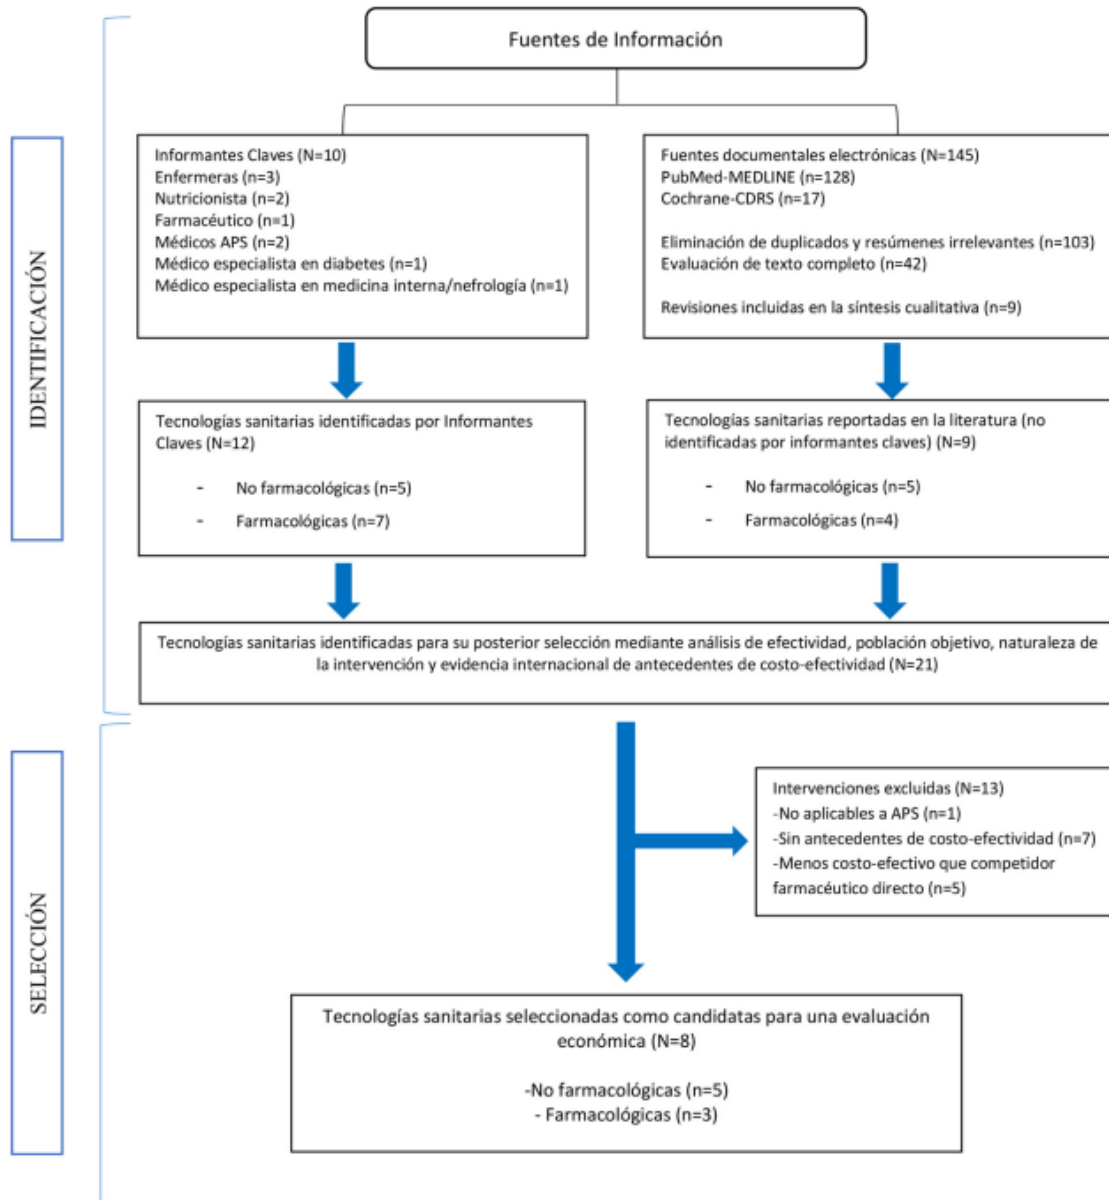 Fuentes de Información
IDENTIFICACIÓN
Informantes Claves (N=10)
Enfermeras (n=3)
Nutricionista (n=2)
Farmacéutico (n=1)
Médicos APS (n=2)
Médico especialista en diabetes (n=1)
Médico especialista en medicina interna/nefrología (n=1)
Fuentes documentales electrónicas (N=145)
PubMed-MEDLINE (n=128)
Cochrane-CDRS (n=17)
Eliminación de duplicados y resúmenes irrelevantes (n=103)
Evaluación de texto completo (n=42)
Revisiones incluidas en la síntesis cualitativa (n=9)
Tecnologías sanitarias identificadas por Informantes
Claves (N=12)
- No farmacológicas (n=5)
- Farmacológicas (n=7)
Tecnologías sanitarias reportadas en la literatura (no
identificadas por informantes claves) (N=9)
- No farmacológicas (n=5)
- Farmacológicas (n=4)
Tecnologías sanitarias identificadas para su posterior selección mediante análisis de efectividad, población objetivo, naturaleza de
la intervención y evidencia internacional de antecedentes de costo-efectividad (N=21)
SELECCIÓN
Intervenciones excluidas (N=13)
-No aplicables a APS (n=1)
-Sin antecedentes de costo-efectividad (n=7)
-Menos costo-efectivo que competidor
farmacéutico directo (n=5)
Tecnologías sanitarias seleccionadas como candidatas para una evaluación
económica (N=8)
-No farmacológicas (n=5)
- Farmacológicas (n=3)